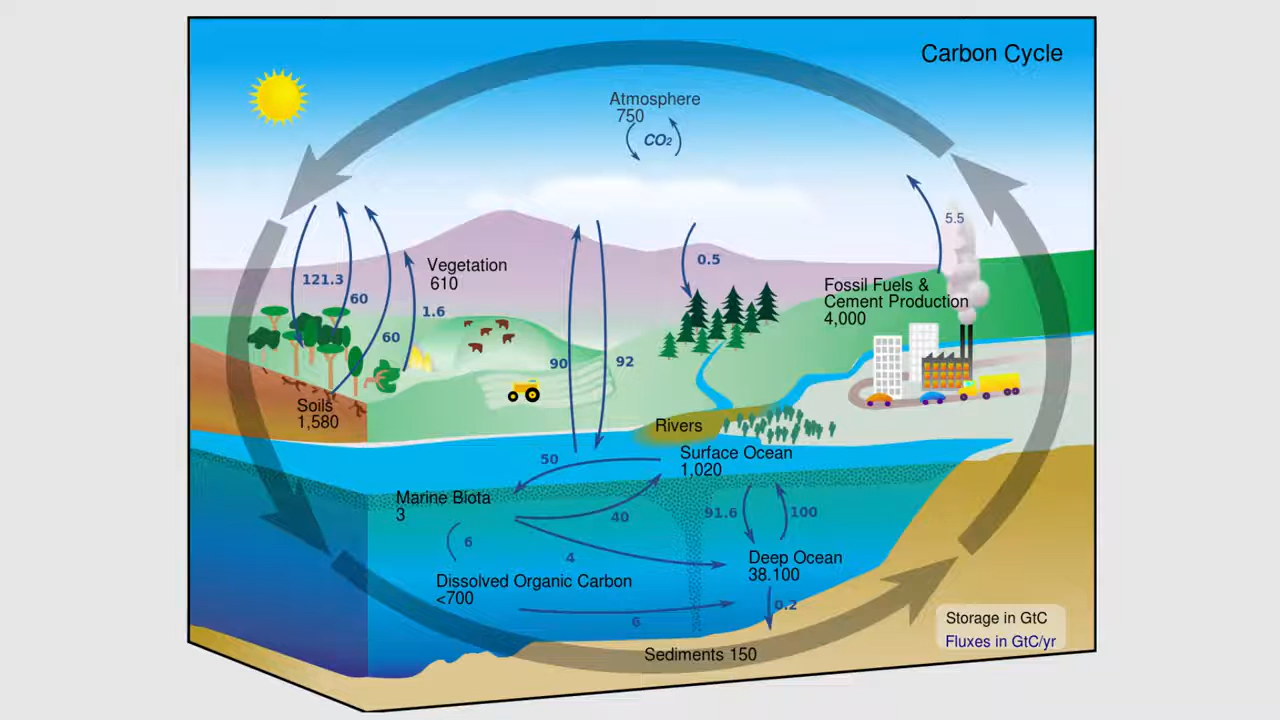 Carbon Cycle
Atmosphere
750
CO₂
5.5
121.3
60
60
1.6
Vegetation
610
0.5
90
92
Fossil Fuels &
Cement Production
4,000
Soils
1,580
Rivers
Surface Ocean
1,020
50
Marine Biota
3
40
91.6
100
6
4
Deep Ocean
38.100
Dissolved Organic Carbon
<700
6
0.2
Sediments 150
Storage in GtC
Fluxes in GtC/yr